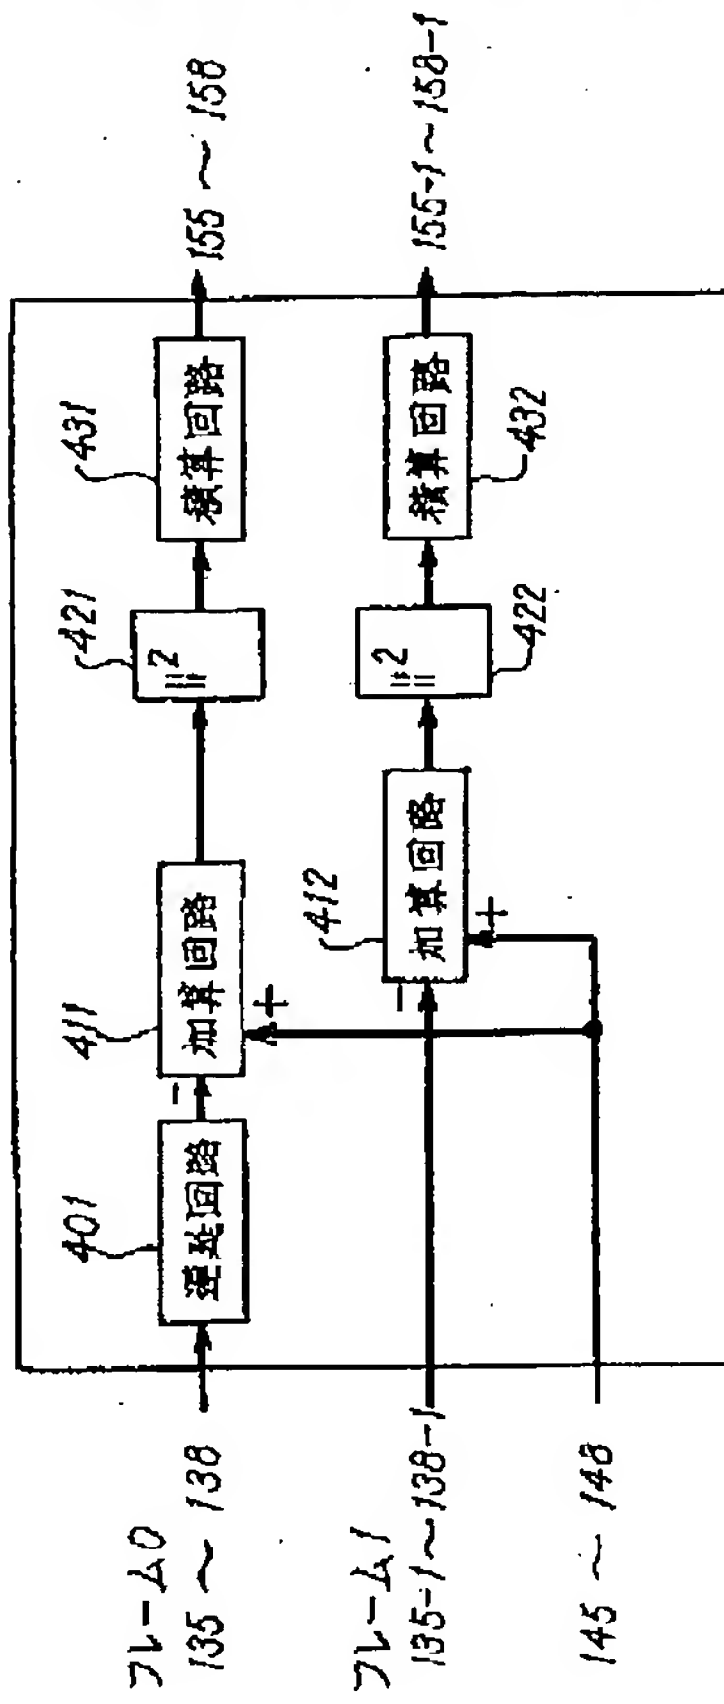 フレーム0
135 ~ 138
401
遅延回路
-
411
加算回路
+
421
|| ||²
431
積算回路
155 ~ 158
フレーム1
135-1~138-1
-
412
加算回路
+
422
|| ||²
432
積算回路
155-1~158-1
145 ~ 148